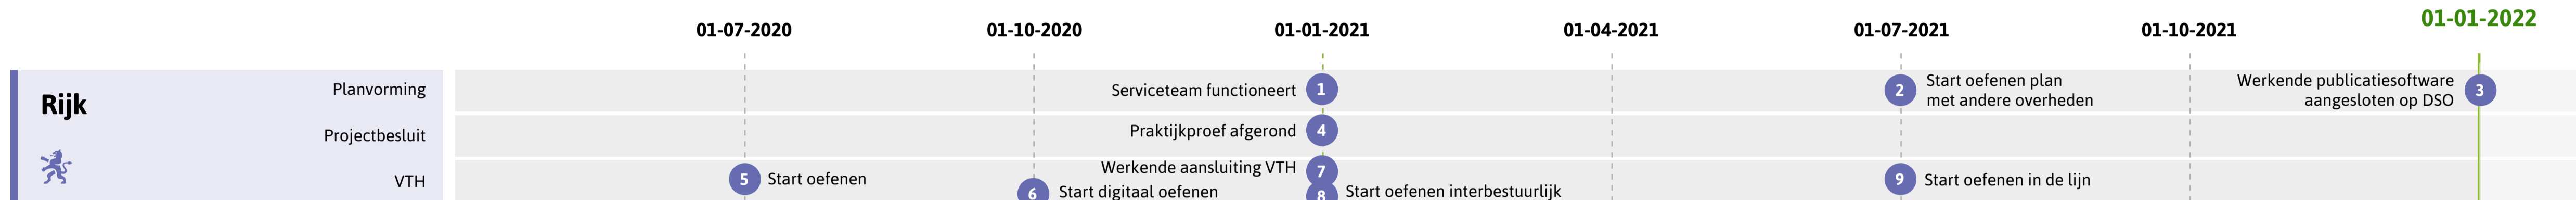 01-07-2020 01-10-2020 01-01-2021 01-04-2021 01-07-2021 01-10-2021 01-01-2022
Rijk
Planvorming
Serviceteam functioneert 1
2 Start oefenen plan
met andere overheden
Werkende publicatiesoftware
aangesloten op DSO 3
Projectbesluit
Praktijkproef afgerond 4
VTH
5 Start oefenen
6 Start digitaal oefenen
Werkende aansluiting VTH 7
8 Start oefenen interbestuurlijk
9 Start oefenen in de lijn